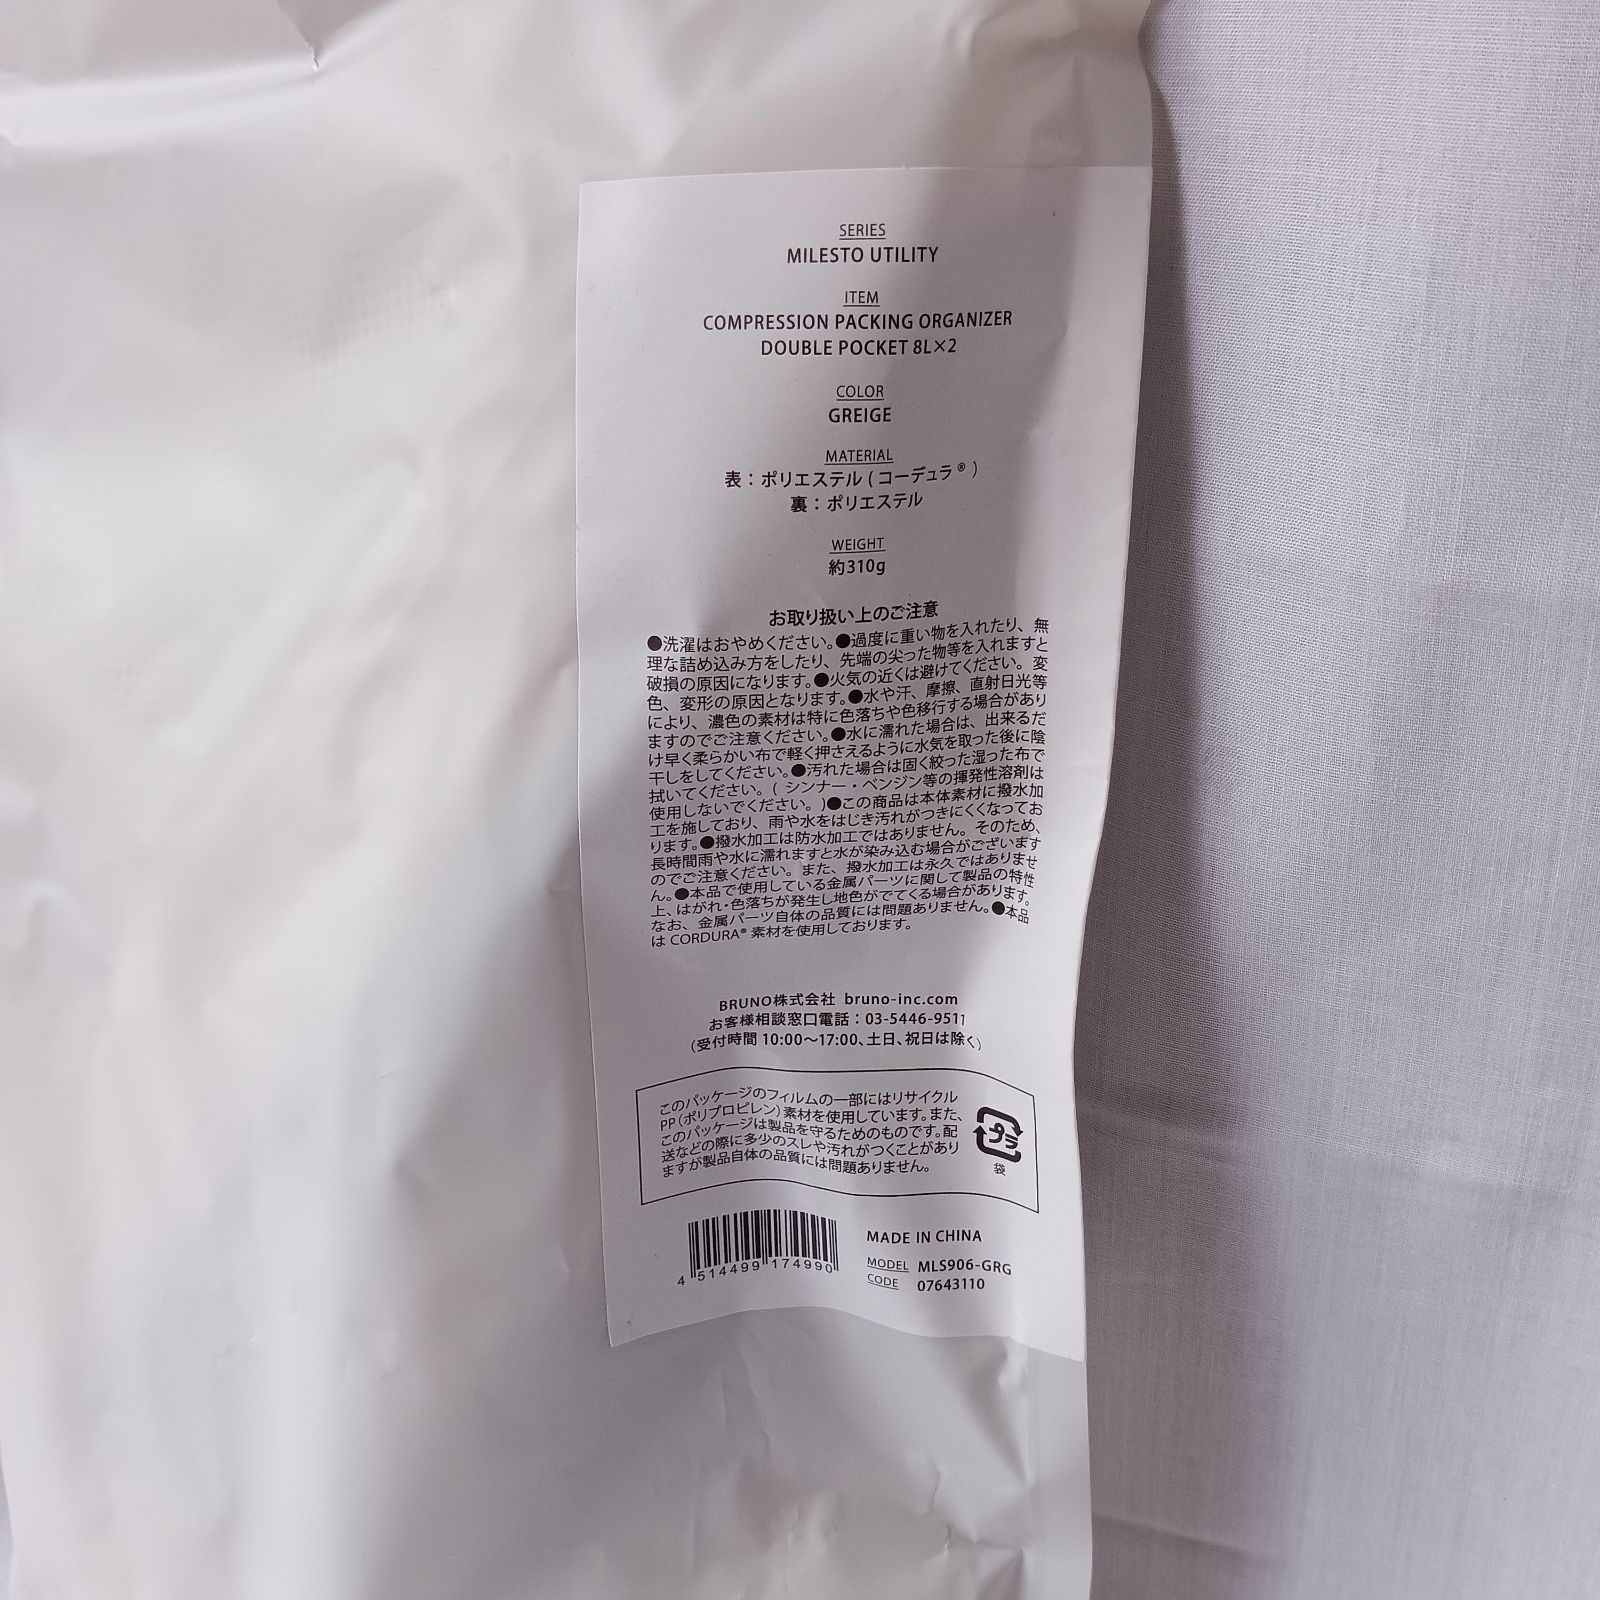 SERIES
MILESTO UTILITY
ITEM
COMPRESSION PACKING ORGANIZER
DOUBLE POCKET 8L×2
COLOR
GREIGE
MATERIAL
表：ポリエステル ( コーデュラ® )
裏：ポリエステル
WEIGHT
約310g
お取り扱い上のご注意
●洗濯はおやめください。●過度に重い物を入れたり、無
理な詰め込み方をしたり、先端の尖った物等を入れますと
破損の原因になります。●火気の近くは避けてください。変
色、変形の原因となります。●水や汗、摩擦、直射日光等
により、濃色の素材は特に色落ちや色移行する場合があり
ますのでご注意ください。●水に濡れた場合は、出来るだ
け早く柔らかい布で軽く押さえるように水気を取った後に陰
干しをしてください。●汚れた場合は固く絞った湿った布で
拭いてください。( シンナー・ベンジン等の揮発性溶剤は
使用しないでください。)●この商品は本体素材に撥水加
工を施しており、雨や水をはじき汚れがつきにくくなってお
ります。●撥水加工は防水加工ではありません。そのため、
長時間雨や水に濡れますと水が染み込む場合がございます
のでご注意ください。また、撥水加工は永久ではありませ
ん。●本品で使用している金属パーツに関して製品の特性
上、はがれ・色落ちが発生し地色がでてくる場合があります。
なお、金属パーツ自体の品質には問題ありません。●本品
は CORDURA® 素材を使用しております。
BRUNO株式会社 bruno-inc.com
お客様相談窓口電話：03-5446-9511
(受付時間 10:00～17:00、土日、祝日は除く)
このパッケージのフィルムの一部にはリサイクル
PP(ポリプロピレン)素材を使用しています。また、
このパッケージは製品を守るためのものです。配
送などの際に多少のスレや汚れがつくことがあり
ますが製品自体の品質には問題ありません。
プラ
袋
4 514499 174990
MADE IN CHINA
MODEL MLS906-GRG
CODE 07643110